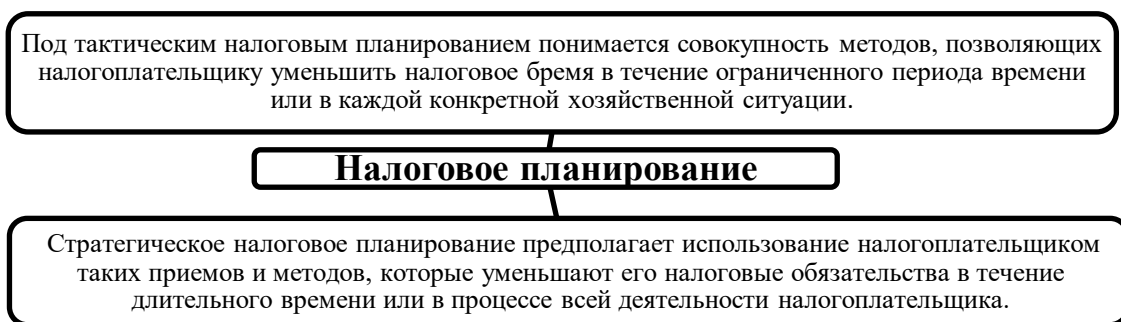 Под тактическим налоговым планированием понимается совокупность методов, позволяющих
налогоплательщику уменьшить налоговое бремя в течение ограниченного периода времени
или в каждой конкретной хозяйственной ситуации.
Налоговое планирование
Стратегическое налоговое планирование предполагает использование налогоплательщиком
таких приемов и методов, которые уменьшают его налоговые обязательства в течение
длительного времени или в процессе всей деятельности налогоплательщика.